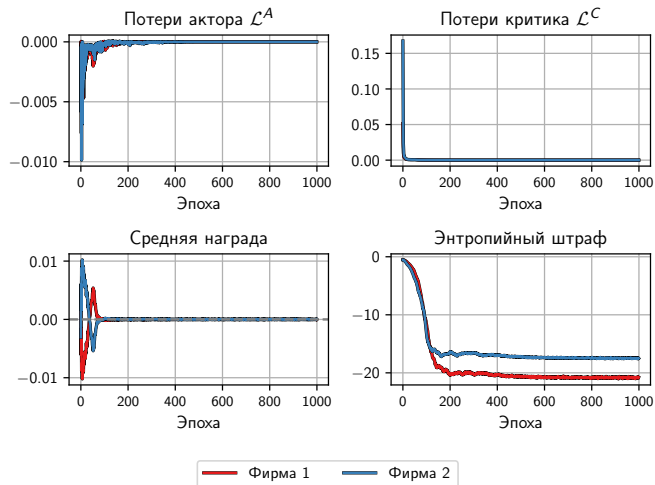 Потери актора 𝓛ᴬ
0.000
−0.005
−0.010
0 200 400 600 800 1000
Эпоха
Потери критика 𝓛ᶜ
0.15
0.10
0.05
0.00
0 200 400 600 800 1000
Эпоха
Средняя награда
0.01
0.00
−0.01
0 200 400 600 800 1000
Эпоха
Энтропийный штраф
0
−10
−20
0 200 400 600 800 1000
Эпоха
Фирма 1 Фирма 2